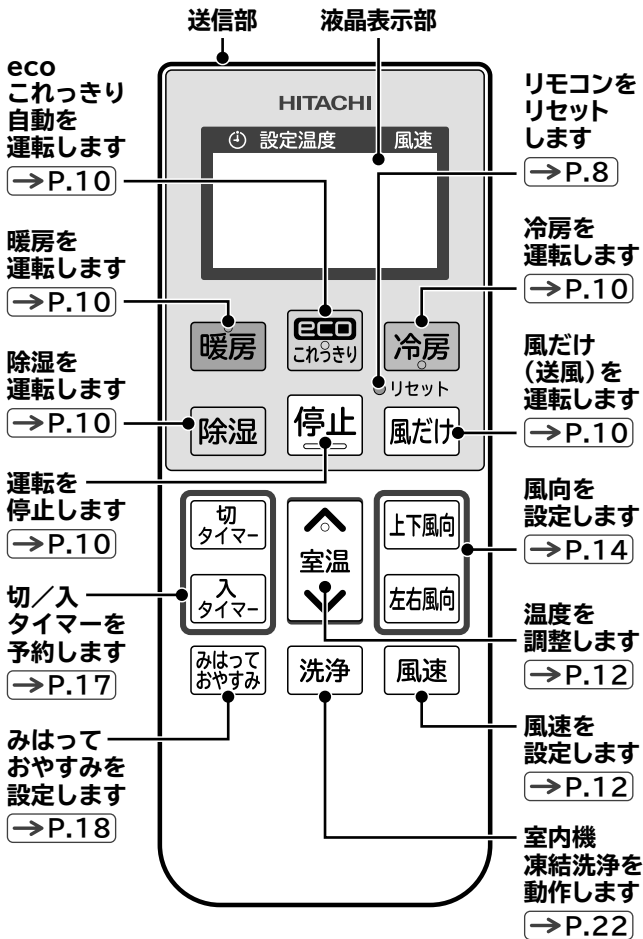 送信部
液晶表示部
eco
これっきり
自動を
運転します
→P.10
暖房を
運転します
→P.10
除湿を
運転します
→P.10
運転を
停止します
→P.10
切／入
タイマーを
予約します
→P.17
みはって
おやすみを
設定します
→P.18
HITACHI
設定温度 風速
暖房
eco
これっきり
冷房
リセット
除湿
停止
風だけ
切
タイマー
入
タイマー
室温
上下風向
左右風向
みはって
おやすみ
洗浄
風速
リモコンを
リセット
します
→P.8
冷房を
運転します
→P.10
風だけ
（送風）を
運転します
→P.10
風向を
設定します
→P.14
温度を
調整します
→P.12
風速を
設定します
→P.12
室内機
凍結洗浄を
動作します
→P.22